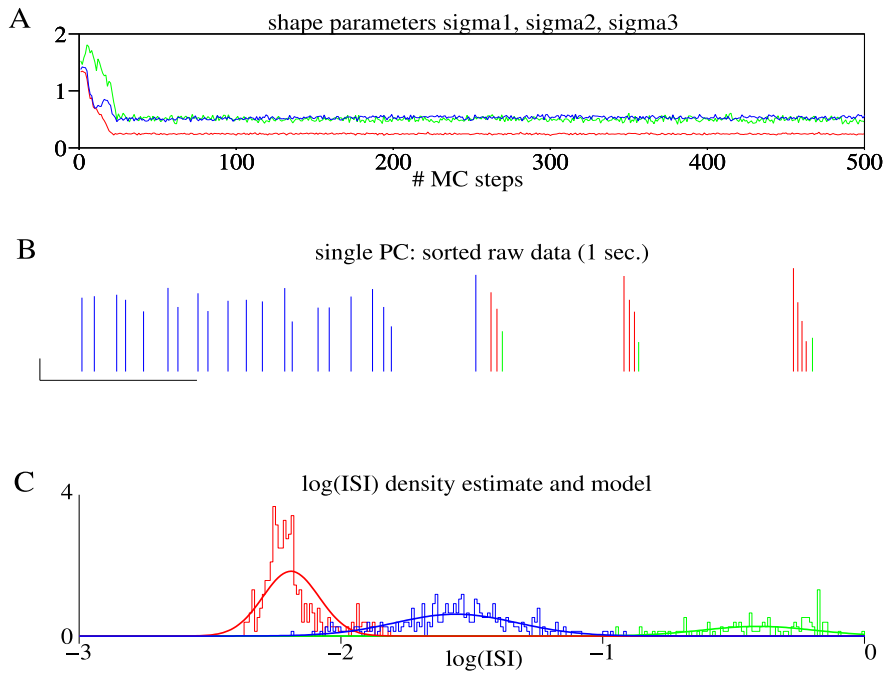 A
shape parameters sigma1, sigma2, sigma3
2
1
0
0 100 200 300 400 500
# MC steps
B
single PC: sorted raw data (1 sec.)
C
log(ISI) density estimate and model
4
0
−3 −2 −1 0
log(ISI)